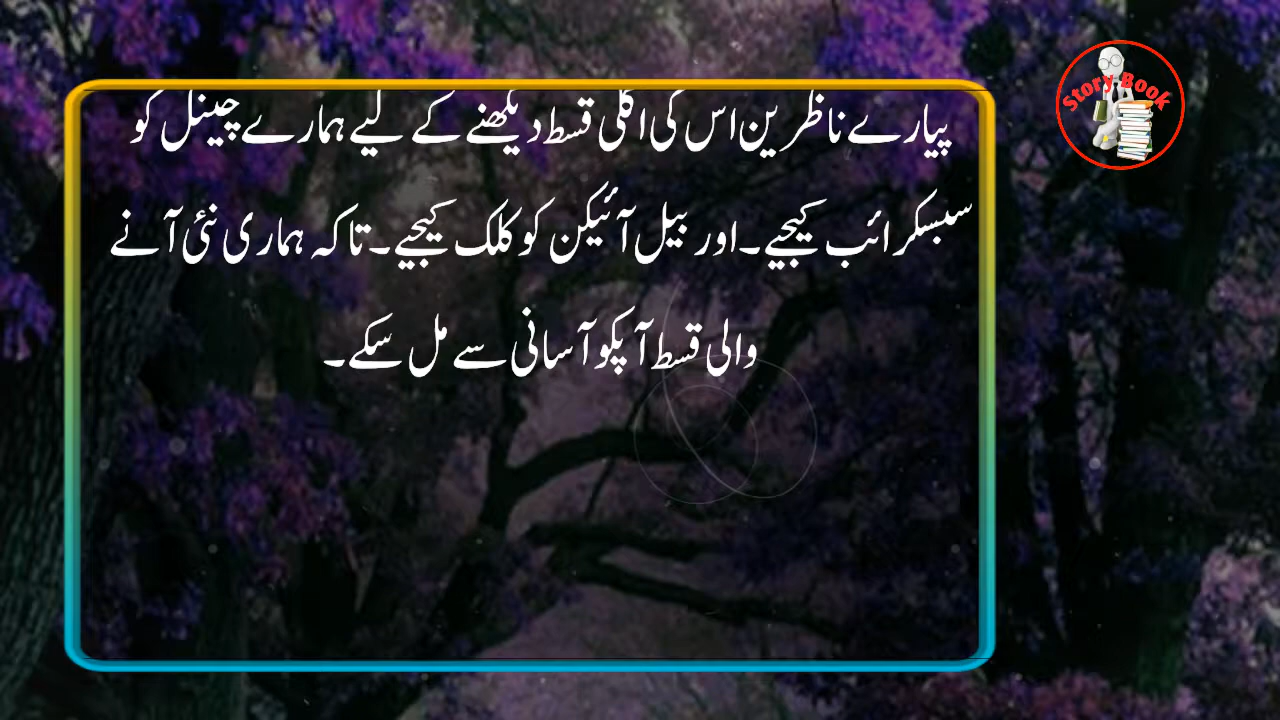 پیارے ناظرین اس کی اگلی قسط دیکھنے کے لیے ہمارے چینل کو
سبسکرائب کیجیے۔اور بیل آئیکن کو کلک کیجیے۔تاکہ ہماری نئی آنے
والی قسط آپکو آسانی سے مل سکے۔
Story Book